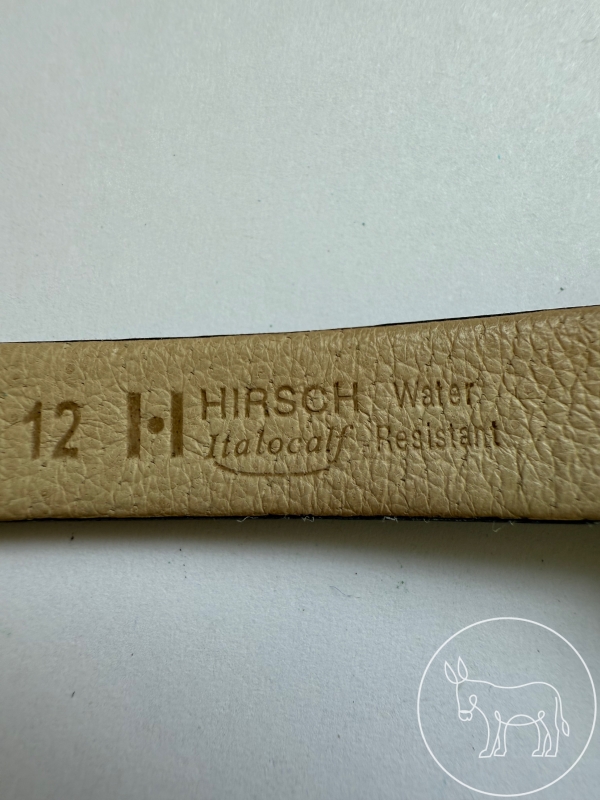 12 HIRSCH Water
Italocalf Resistant